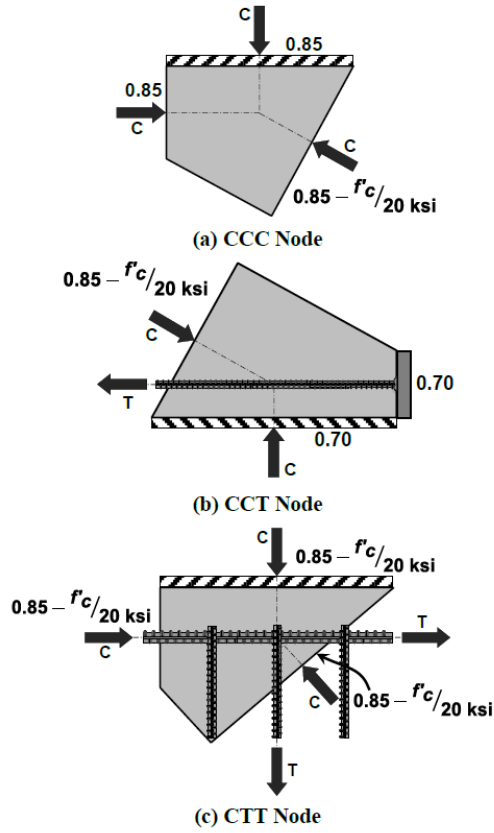 C
0.85
0.85
C
C
0.85 – f'c/20 ksi
(a) CCC Node
0.85 – f'c/20 ksi
C
T
0.70
0.70
C
(b) CCT Node
C
0.85 – f'c/20 ksi
0.85 – f'c/20 ksi
C
T
C
0.85 – f'c/20 ksi
T
(c) CTT Node